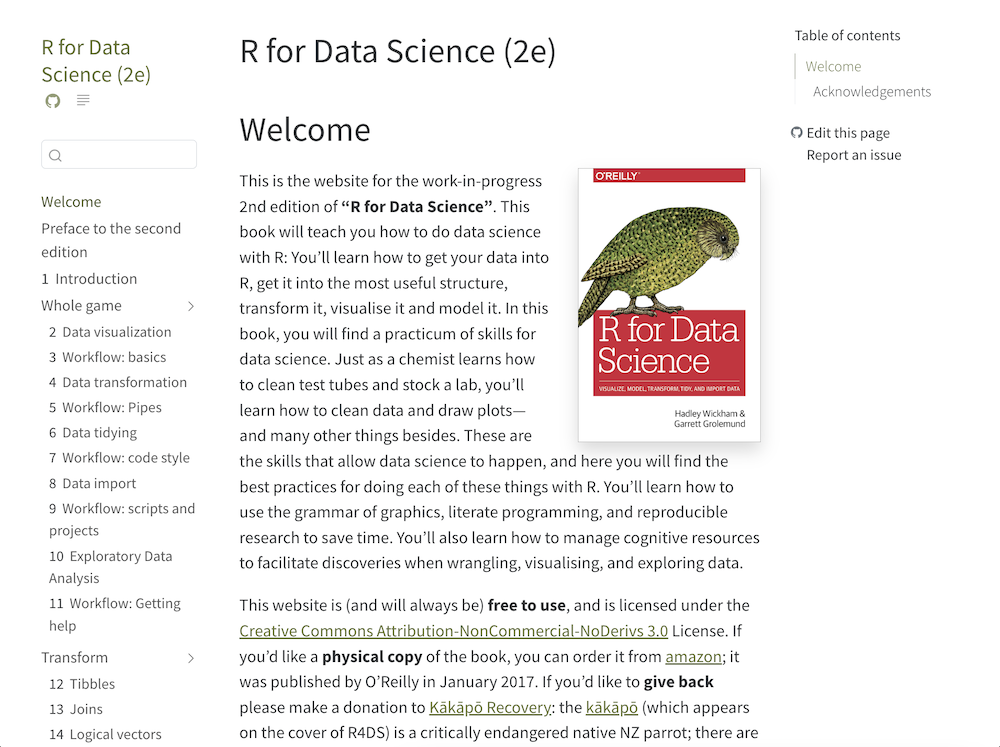 R for Data
Science (2e)
Welcome
Preface to the second
edition
1 Introduction
Whole game
2 Data visualization
3 Workflow: basics
4 Data transformation
5 Workflow: Pipes
6 Data tidying
7 Workflow: code style
8 Data import
9 Workflow: scripts and
projects
10 Exploratory Data
Analysis
11 Workflow: Getting
help
Transform
12 Tibbles
13 Joins
14 Logical vectors
R for Data Science (2e)
Welcome
This is the website for the work-in-progress
2nd edition of “R for Data Science”. This
book will teach you how to do data science
with R: You’ll learn how to get your data into
R, get it into the most useful structure,
transform it, visualise it and model it. In this
book, you will find a practicum of skills for
data science. Just as a chemist learns how
to clean test tubes and stock a lab, you’ll
learn how to clean data and draw plots—
and many other things besides. These are
the skills that allow data science to happen, and here you will find the
best practices for doing each of these things with R. You’ll learn how to
use the grammar of graphics, literate programming, and reproducible
research to save time. You’ll also learn how to manage cognitive resources
to facilitate discoveries when wrangling, visualising, and exploring data.
O'REILLY®
R for Data
Science
VISUALIZE, MODEL, TRANSFORM, TIDY, AND IMPORT DATA
Hadley Wickham &
Garrett Grolemund
This website is (and will always be) free to use, and is licensed under the
Creative Commons Attribution-NonCommercial-NoDerivs 3.0 License. If
you’d like a physical copy of the book, you can order it from amazon; it
was published by O’Reilly in January 2017. If you’d like to give back
please make a donation to Kākāpō Recovery: the kākāpō (which appears
on the cover of R4DS) is a critically endangered native NZ parrot; there are
Table of contents
Welcome
Acknowledgements
Edit this page
Report an issue